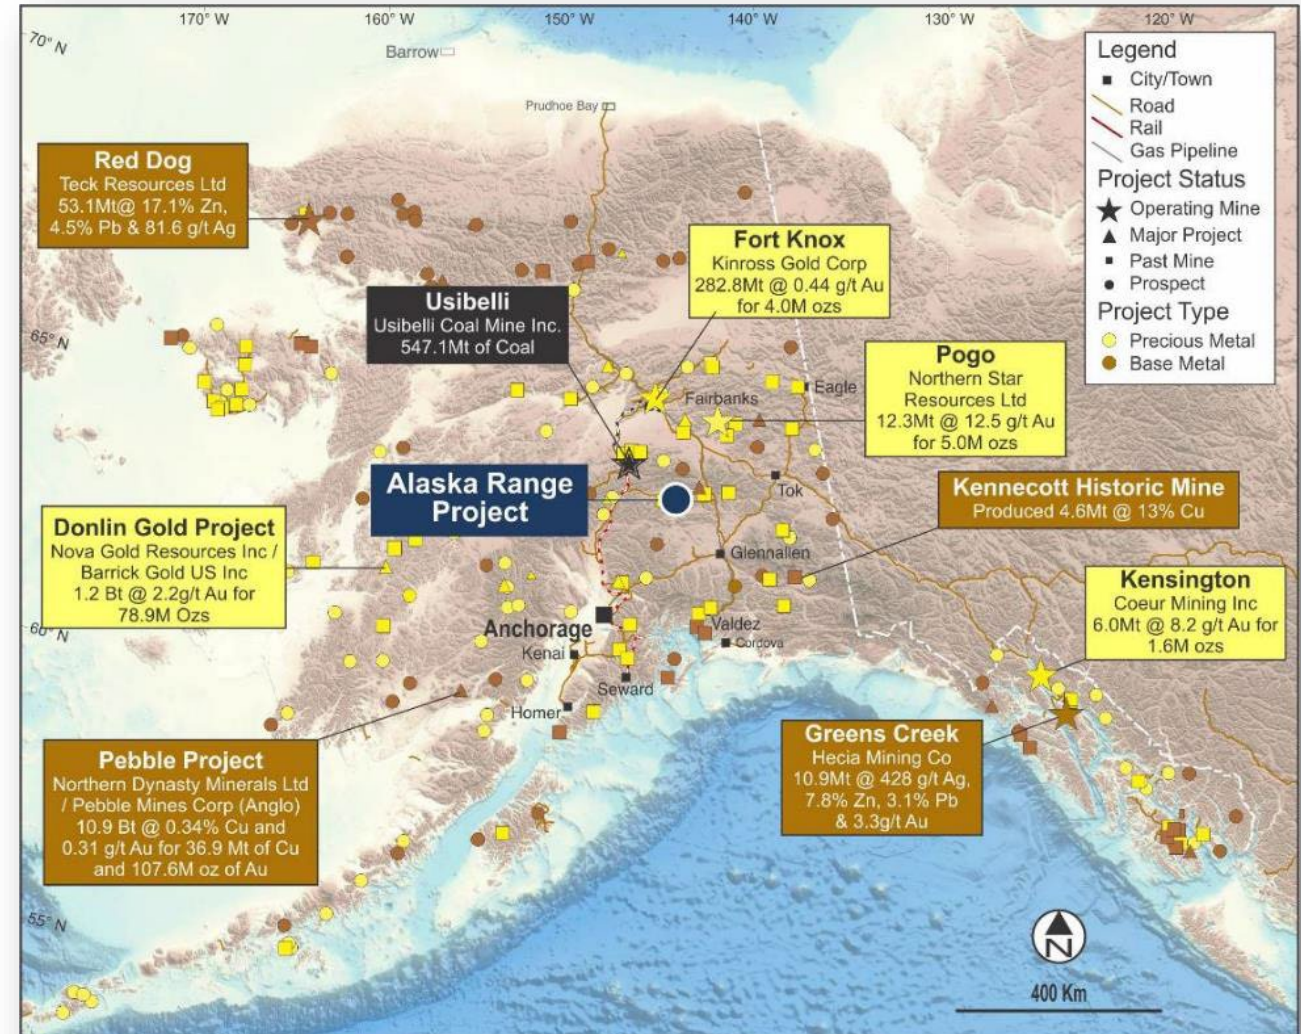 170° W
160° W
150° W
140° W
130° W
120° W
70° N
Barrow
Prudhoe Bay
Legend
City/Town
Road
Rail
Gas Pipeline
Project Status
Operating Mine
Major Project
Past Mine
Prospect
Project Type
Precious Metal
Base Metal
Red Dog
Teck Resources Ltd
53.1Mt@ 17.1% Zn,
4.5% Pb & 81.6 g/t Ag
Fort Knox
Kinross Gold Corp
282.8Mt @ 0.44 g/t Au
for 4.0M ozs
Usibelli
Usibelli Coal Mine Inc.
547.1Mt of Coal
65° N
Pogo
Northern Star
Resources Ltd
12.3Mt @ 12.5 g/t Au
for 5.0M ozs
Eagle
Fairbanks
Alaska Range
Project
Tok
Kennecott Historic Mine
Produced 4.6Mt @ 13% Cu
Donlin Gold Project
Nova Gold Resources Inc /
Barrick Gold US Inc
1.2 Bt @ 2.2g/t Au for
78.9M Ozs
Glennallen
Kensington
Coeur Mining Inc
6.0Mt @ 8.2 g/t Au for
1.6M ozs
60° N
Anchorage
Valdez
Cordova
Kenai
Seward
Homer
Greens Creek
Hecia Mining Co
10.9Mt @ 428 g/t Ag,
7.8% Zn, 3.1% Pb
& 3.3g/t Au
Pebble Project
Northern Dynasty Minerals Ltd
/ Pebble Mines Corp (Anglo)
10.9 Bt @ 0.34% Cu and
0.31 g/t Au for 36.9 Mt of Cu
and 107.6M oz of Au
55° N
N
400 Km